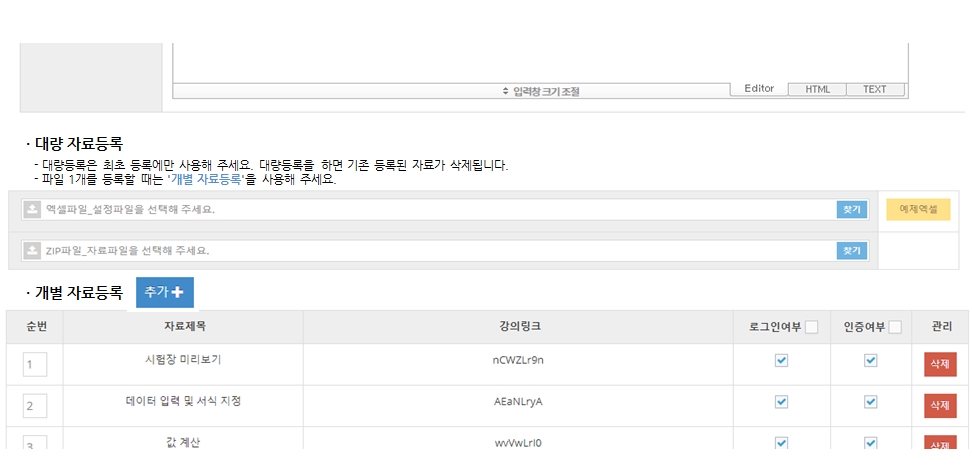 입력창 크기 조절
Editor HTML TEXT
· 대량 자료등록
- 대량등록은 최초 등록에만 사용해 주세요. 대량등록을 하면 기존 등록된 자료가 삭제됩니다.
- 파일 1개를 등록할 때는 '개별 자료등록'을 사용해 주세요.
엑셀파일_설정파일을 선택해 주세요. 찾기 예제엑셀
ZIP파일_자료파일을 선택해 주세요. 찾기
· 개별 자료등록 추가
순번 자료제목 강의링크 로그인여부 인증여부 관리
1 시험장 미리보기 nCWZLr9n 삭제
2 데이터 입력 및 서식 지정 AEaNLryA 삭제
3 값 계산 삭제